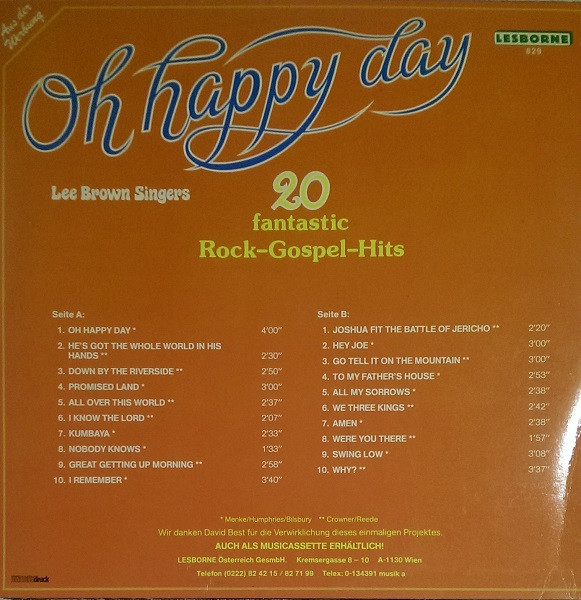 Aus der
Werbung
LESBORNE
829
Oh happy day
Lee Brown Singers
20
fantastic
Rock-Gospel-Hits
Seite A:
1. OH HAPPY DAY * 4'00"
2. HE'S GOT THE WHOLE WORLD IN HIS
HANDS ** 2'30"
3. DOWN BY THE RIVERSIDE ** 2'50"
4. PROMISED LAND * 3'00"
5. ALL OVER THIS WORLD ** 2'37"
6. I KNOW THE LORD ** 2'07"
7. KUMBAYA * 2'33"
8. NOBODY KNOWS * 1'33"
9. GREAT GETTING UP MORNING ** 2'58"
10. I REMEMBER * 3'40"
Seite B:
1. JOSHUA FIT THE BATTLE OF JERICHO ** 2'20"
2. HEY JOE * 3'00"
3. GO TELL IT ON THE MOUNTAIN ** 3'00"
4. TO MY FATHER'S HOUSE * 2'53"
5. ALL MY SORROWS * 2'38"
6. WE THREE KINGS ** 2'42"
7. AMEN * 2'38"
8. WERE YOU THERE ** 1'57"
9. SWING LOW * 3'08"
10. WHY? ** 3'37"
* Menke/Humphries/Bilsbury ** Crowner/Reede
Wir danken David Best für die Verwirklichung dieses einmaligen Projektes.
AUCH ALS MUSICASSETTE ERHÄLTLICH!
LESBORNE Österreich GesmbH. Kremsergasse 8 – 10 A-1130 Wien
Telefon (0222) 82 42 15 / 82 71 99 Telex: 0-134391 musik a
druck